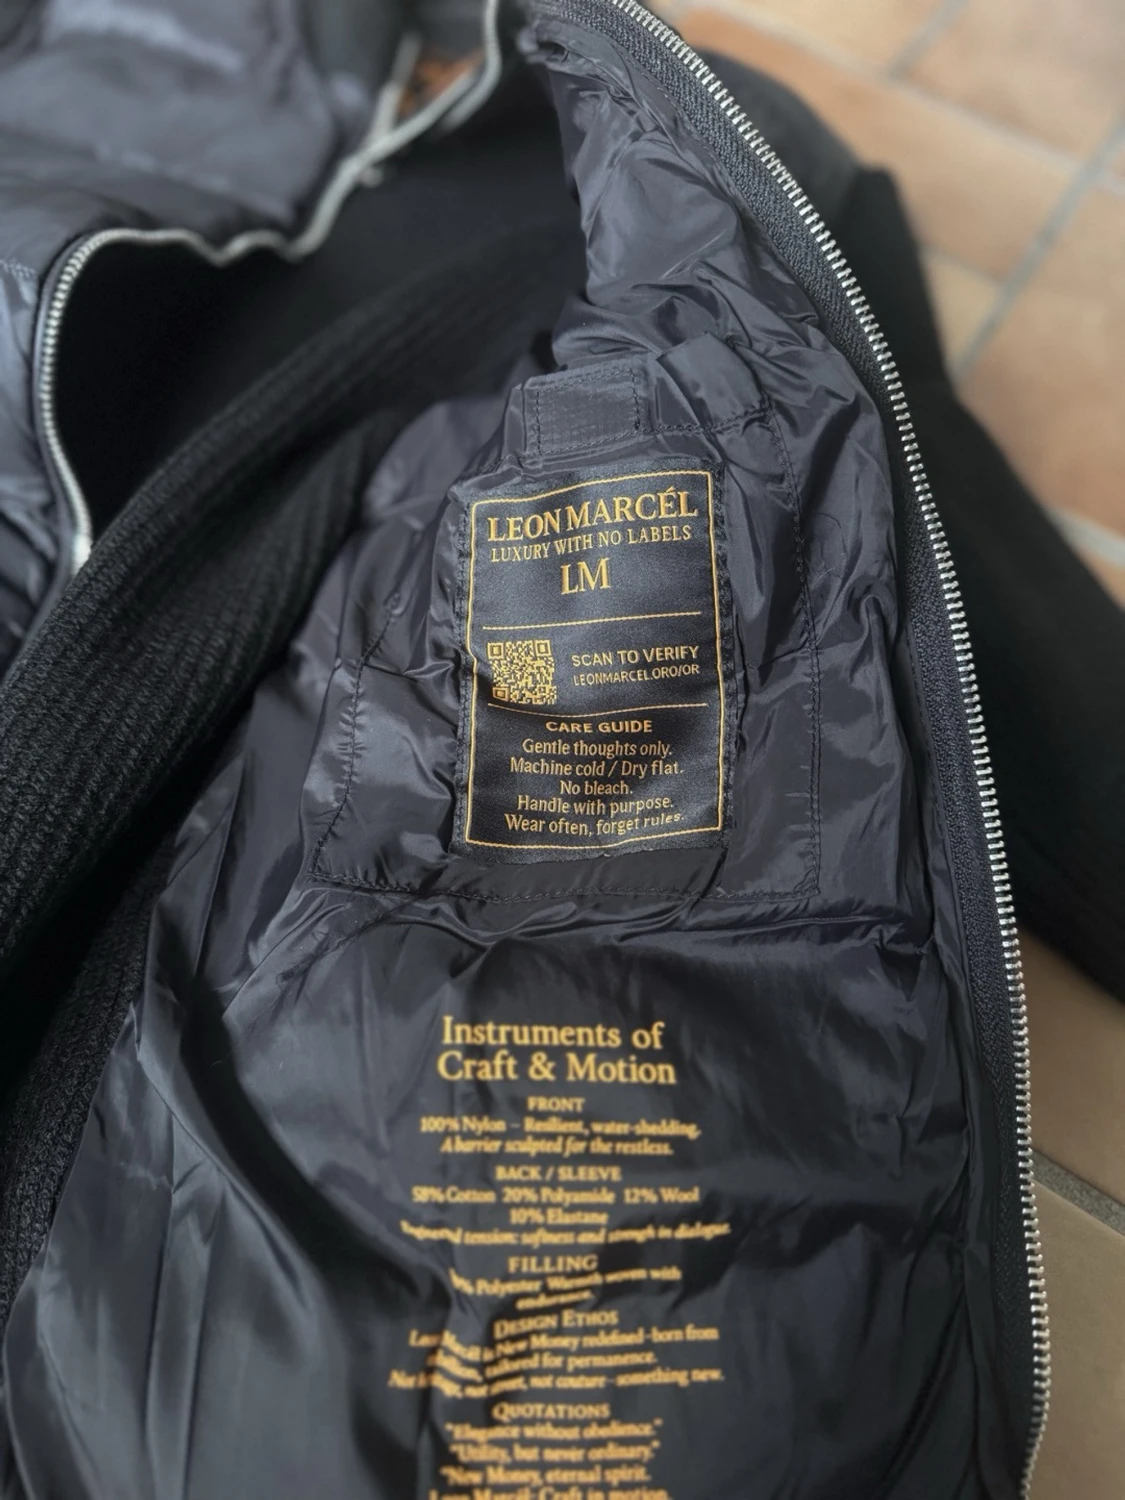 LEON MARCÉL
LUXURY WITH NO LABELS
LM
SCAN TO VERIFY
LEONMARCEL.ORO/OR
CARE GUIDE
Gentle thoughts only.
Machine cold / Dry flat.
No bleach.
Handle with purpose.
Wear often, forget rules.
Instruments of
Craft & Motion
FRONT
100% Nylon – Resilient, water-shedding.
A barrier sculpted for the restless.
BACK / SLEEVE
58% Cotton 20% Polyamide 12% Wool
10% Elastane
tension: softness and strength in dialogue.
FILLING
Polyester Warmth woven with
endurance.
DESIGN ETHOS
New Money redefined–born from
tailored for permanence.
Not not not couture–something new.
QUOTATIONS
"Elegance without obedience."
"Utility, but never ordinary."
"New Money, eternal spirit.
Leon Marcél: Craft in motion.